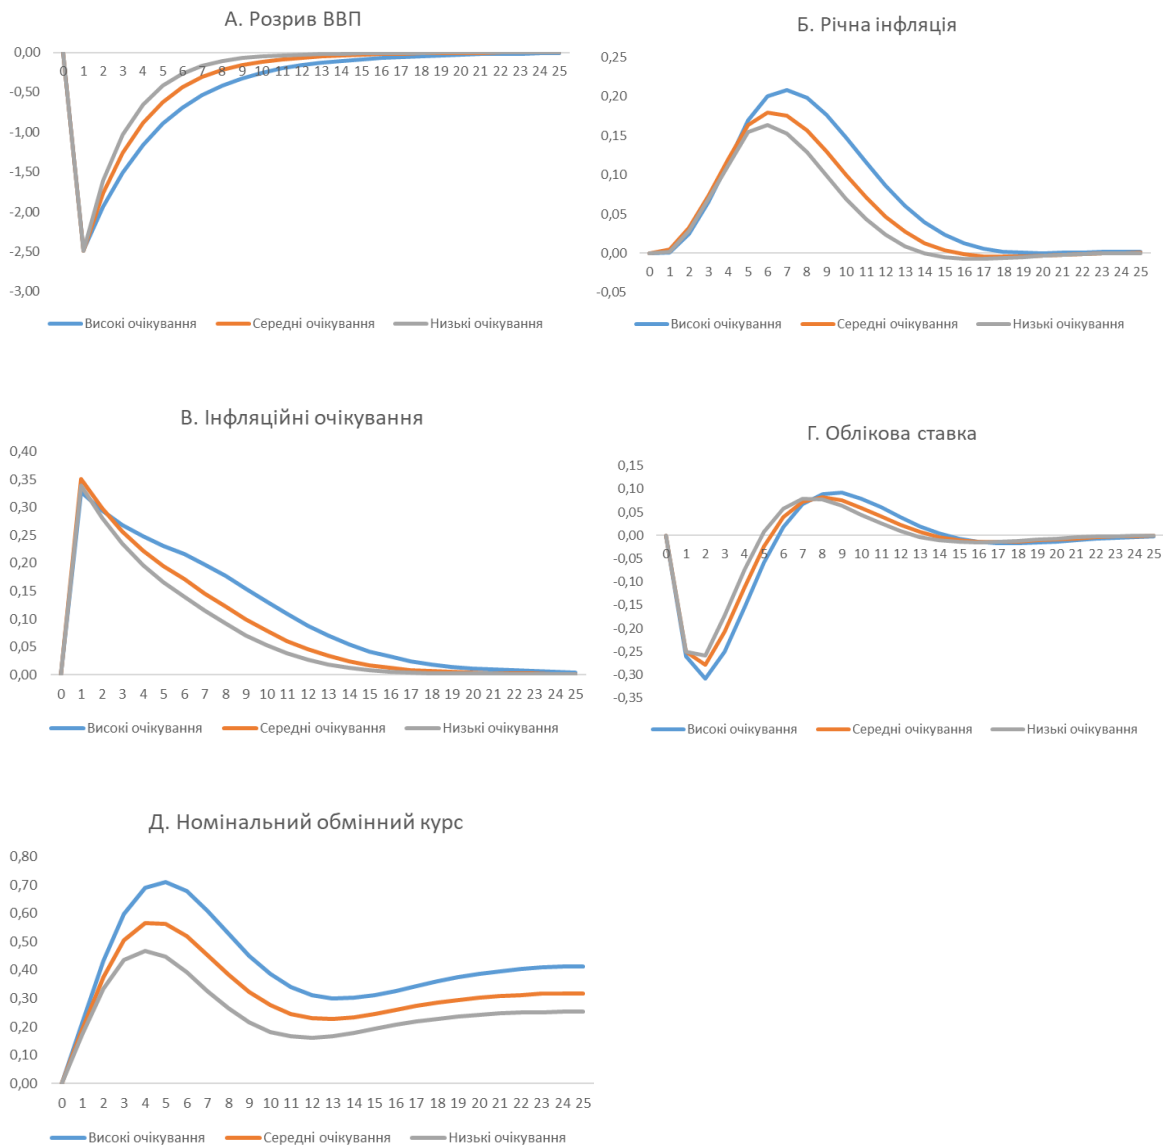 А. Розрив ВВП
0,00
-0,50
-1,00
-1,50
-2,00
-2,50
-3,00
0 1 2 3 4 5 6 7 8 9 10 11 12 13 14 15 16 17 18 19 20 21 22 23 24 25
Високі очікування Середні очікування Низькі очікування
Б. Річна інфляція
0,25
0,20
0,15
0,10
0,05
0,00
-0,05
0 1 2 3 4 5 6 7 8 9 10 11 12 13 14 15 16 17 18 19 20 21 22 23 24 25
Високі очікування Середні очікування Низькі очікування
В. Інфляційні очікування
0,40
0,35
0,30
0,25
0,20
0,15
0,10
0,05
0,00
0 1 2 3 4 5 6 7 8 9 10 11 12 13 14 15 16 17 18 19 20 21 22 23 24 25
Високі очікування Середні очікування Низькі очікування
Г. Облікова ставка
0,15
0,10
0,05
0,00
-0,05
-0,10
-0,15
-0,20
-0,25
-0,30
-0,35
0 1 2 3 4 5 6 7 8 9 10 11 12 13 14 15 16 17 18 19 20 21 22 23 24 25
Високі очікування Середні очікування Низькі очікування
Д. Номінальний обмінний курс
0,80
0,70
0,60
0,50
0,40
0,30
0,20
0,10
0,00
0 1 2 3 4 5 6 7 8 9 10 11 12 13 14 15 16 17 18 19 20 21 22 23 24 25
Високі очікування Середні очікування Низькі очікування